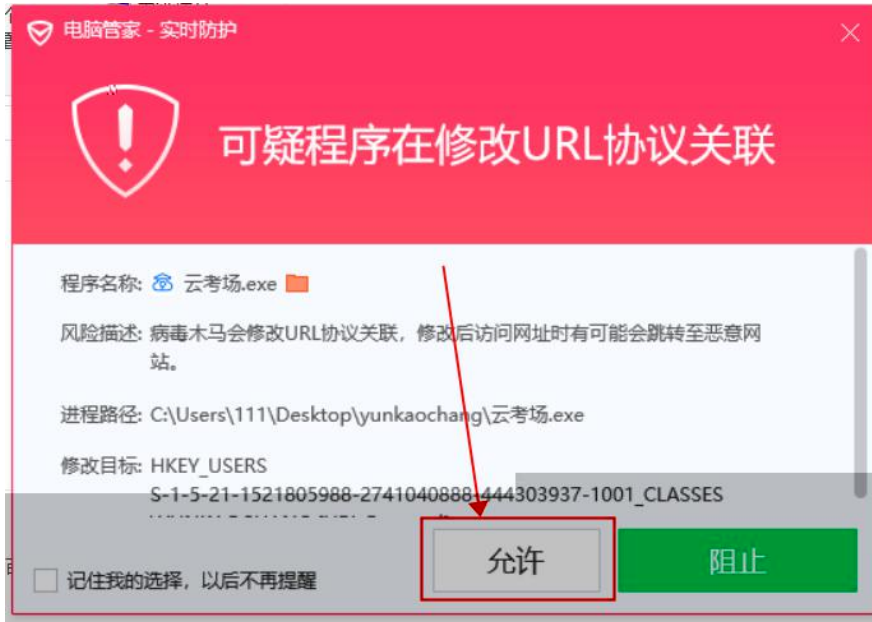 电脑管家 - 实时防护
可疑程序在修改URL协议关联
程序名称: 云考场.exe
风险描述: 病毒木马会修改URL协议关联，修改后访问网址时有可能会跳转至恶意网
站。
进程路径: C:\Users\111\Desktop\yunkaochang\云考场.exe
修改目标: HKEY_USERS
S-1-5-21-1521805988-2741040888-444303937-1001_CLASSES
记住我的选择，以后不再提醒
允许
阻止